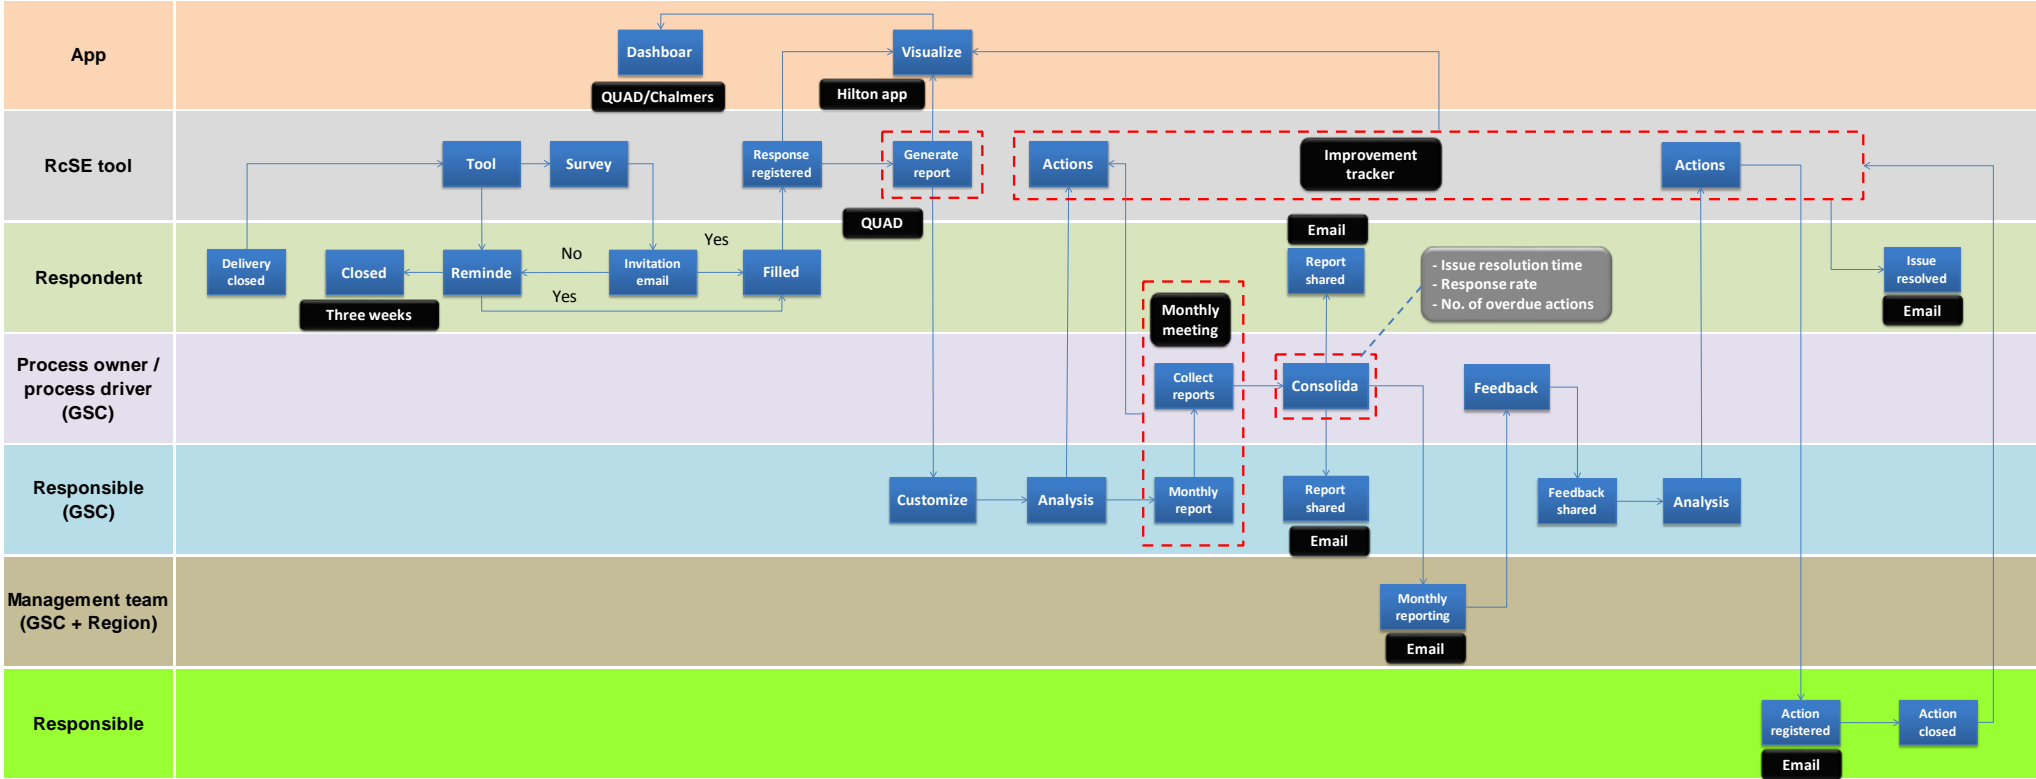 App
Dashboar
Visualize
QUAD/Chalmers
Hilton app
RcSE tool
Tool
Survey
Response
registered
Generate
report
Actions
Improvement
tracker
Actions
QUAD
Email
Respondent
Delivery
closed
Closed
Reminde
No
Invitation
email
Yes
Filled
Yes
Three weeks
Report
shared
- Issue resolution time
- Response rate
- No. of overdue actions
Issue
resolved
Email
Monthly
meeting
Process owner /
process driver
(GSC)
Collect
reports
Consolida
Feedback
Responsible
(GSC)
Customize
Analysis
Monthly
report
Report
shared
Email
Feedback
shared
Analysis
Management team
(GSC + Region)
Monthly
reporting
Email
Responsible
Action
registered
Action
closed
Email